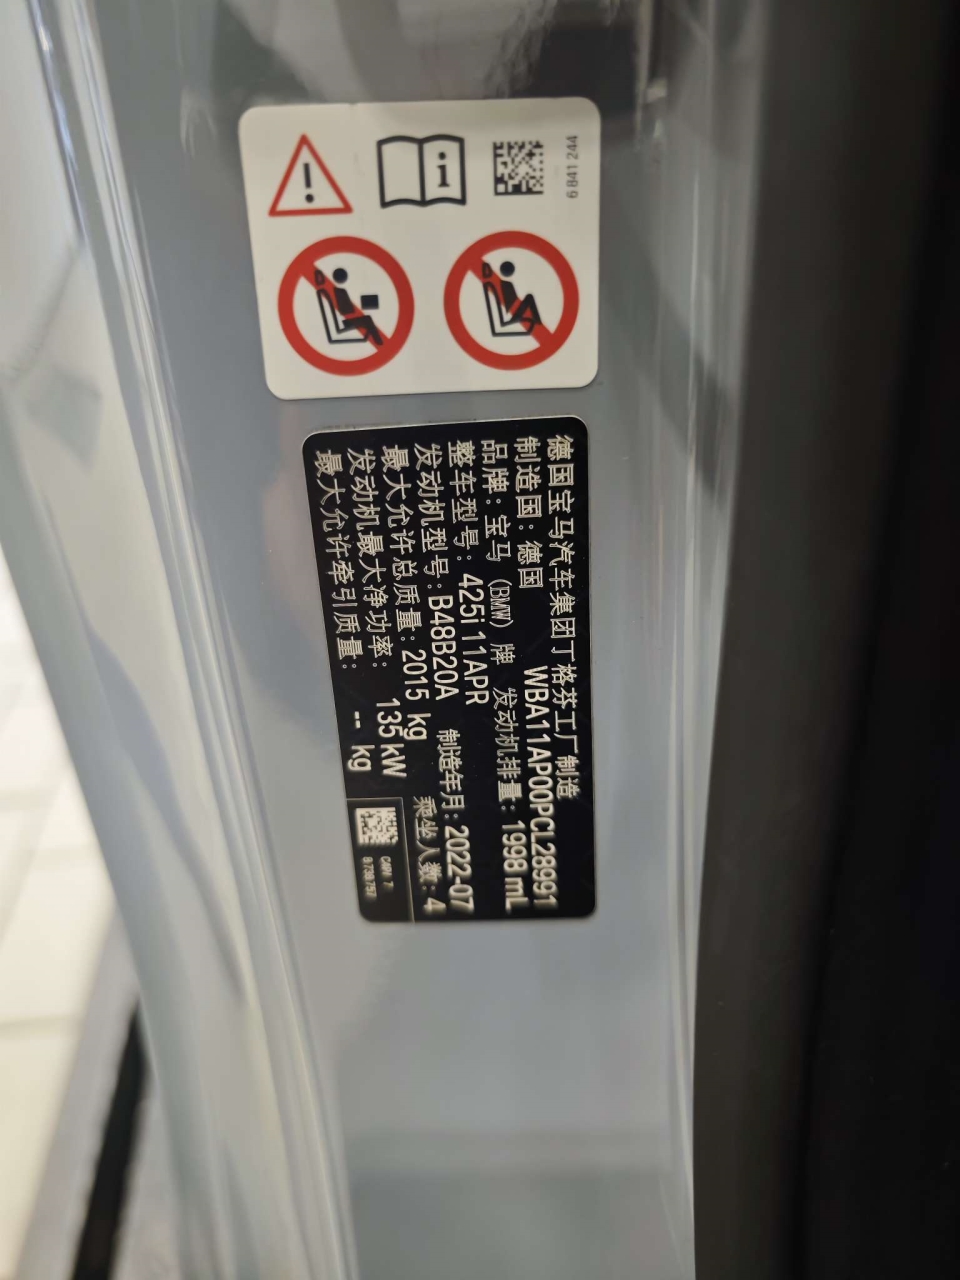 6 841 244
德国宝马汽车集团丁格芬工厂制造
制造国：德国 WBA11AP00PCL28991
品牌：宝马（BMW）牌 发动机排量：1998 mL
整车型号：425i 11APR 制造年月：2022-07
发动机型号：B48B20A 乘坐人数：4
最大允许总质量：2015 kg
发动机最大净功率：135 kW
最大允许牵引质量：-- kg
8 738 757